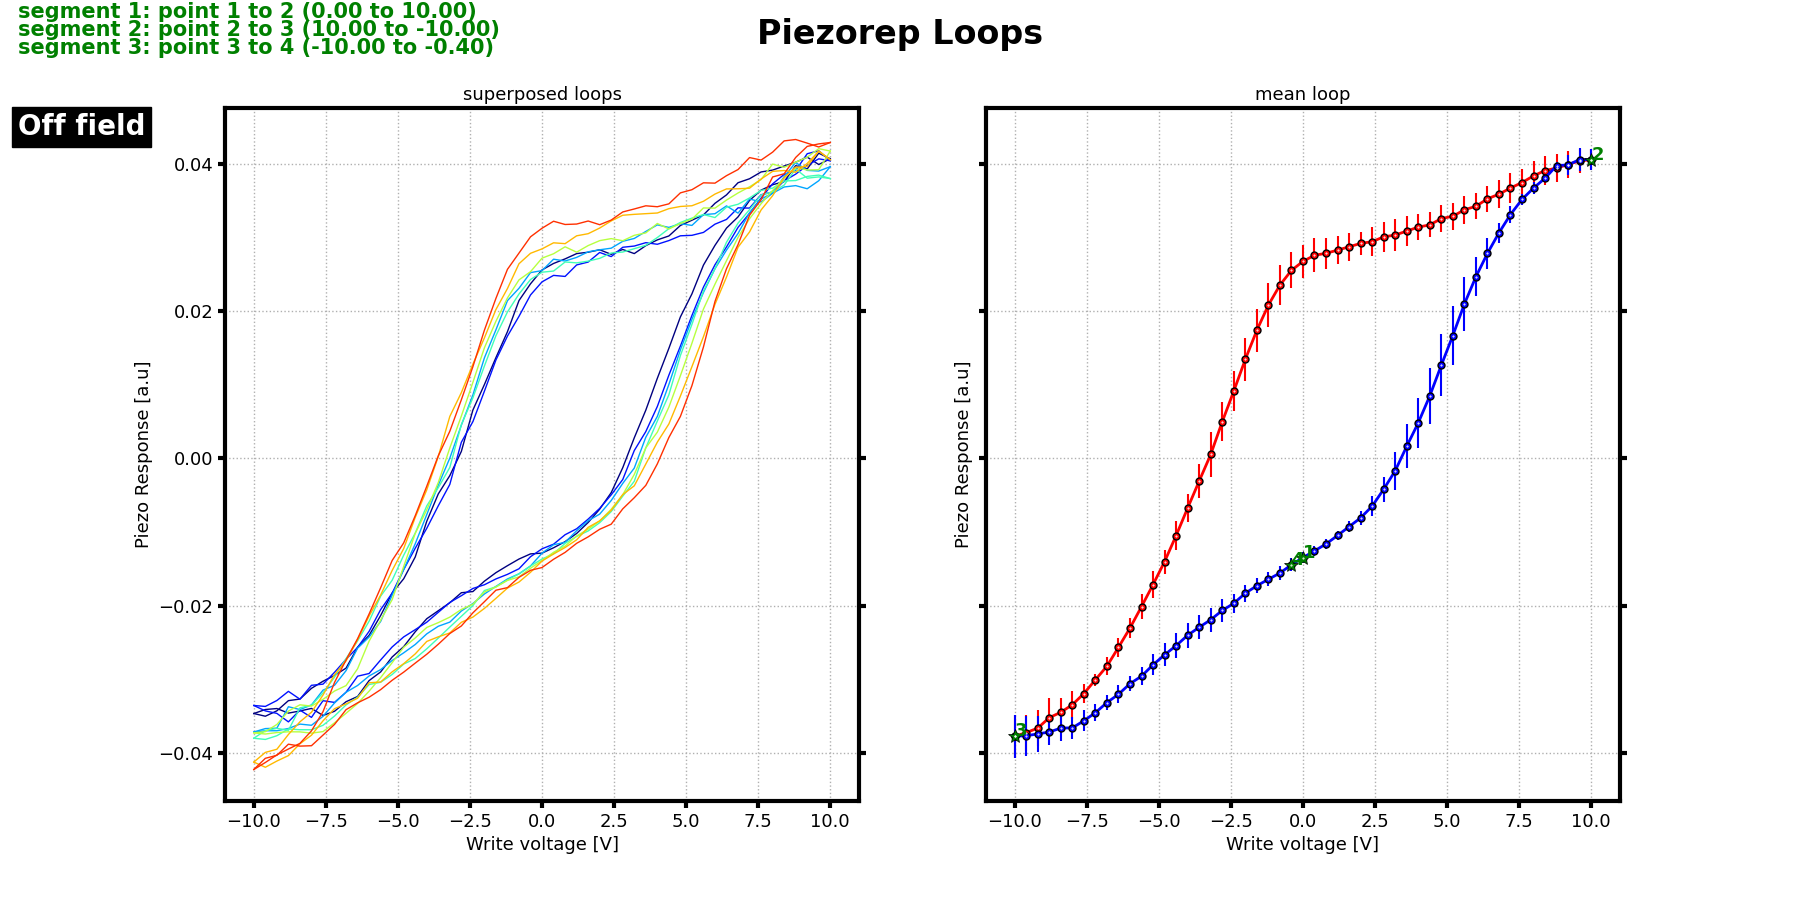 segment 1: point 1 to 2 (0.00 to 10.00)
segment 2: point 2 to 3 (10.00 to -10.00)
segment 3: point 3 to 4 (-10.00 to -0.40)
Piezorep Loops
Off field
superposed loops
0.04
0.02
0.00
−0.02
−0.04
Piezo Response [a.u]
−10.0 −7.5 −5.0 −2.5 0.0 2.5 5.0 7.5 10.0
Write voltage [V]
mean loop
Piezo Response [a.u]
2
4 1
3
−10.0 −7.5 −5.0 −2.5 0.0 2.5 5.0 7.5 10.0
Write voltage [V]